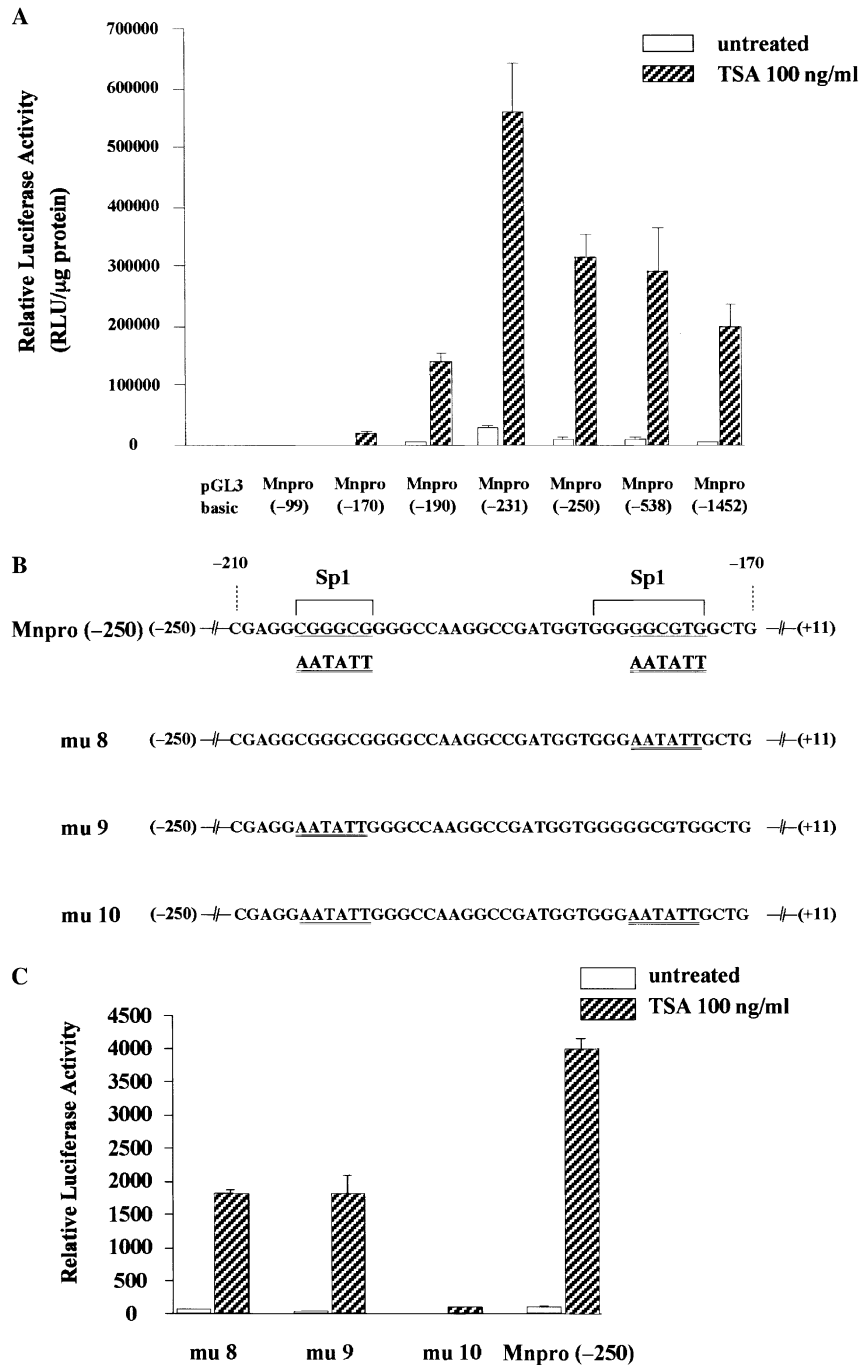 A
700000
600000
500000
400000
300000
200000
100000
0
Relative Luciferase Activity
(RLU/μg protein)
untreated
TSA 100 ng/ml
pGL3 basic
Mnpro (−99)
Mnpro (−170)
Mnpro (−190)
Mnpro (−231)
Mnpro (−250)
Mnpro (−538)
Mnpro (−1452)
B
−210 −170
Sp1 Sp1
Mnpro (−250) (−250) CGAGGCGGGCGGGGCCAAGGCCGATGGTGGGGGCGTGGCTG (+11)
AATATT AATATT
mu 8 (−250) CGAGGCGGGCGGGGCCAAGGCCGATGGTGGGAATATTGCTG (+11)
mu 9 (−250) CGAGGAATATTGGGCCAAGGCCGATGGTGGGGGCGTGGCTG (+11)
mu 10 (−250) CGAGGAATATTGGGCCAAGGCCGATGGTGGGAATATTGCTG (+11)
C
untreated
TSA 100 ng/ml
Relative Luciferase Activity
4500
4000
3500
3000
2500
2000
1500
1000
500
0
mu 8 mu 9 mu 10 Mnpro (−250)